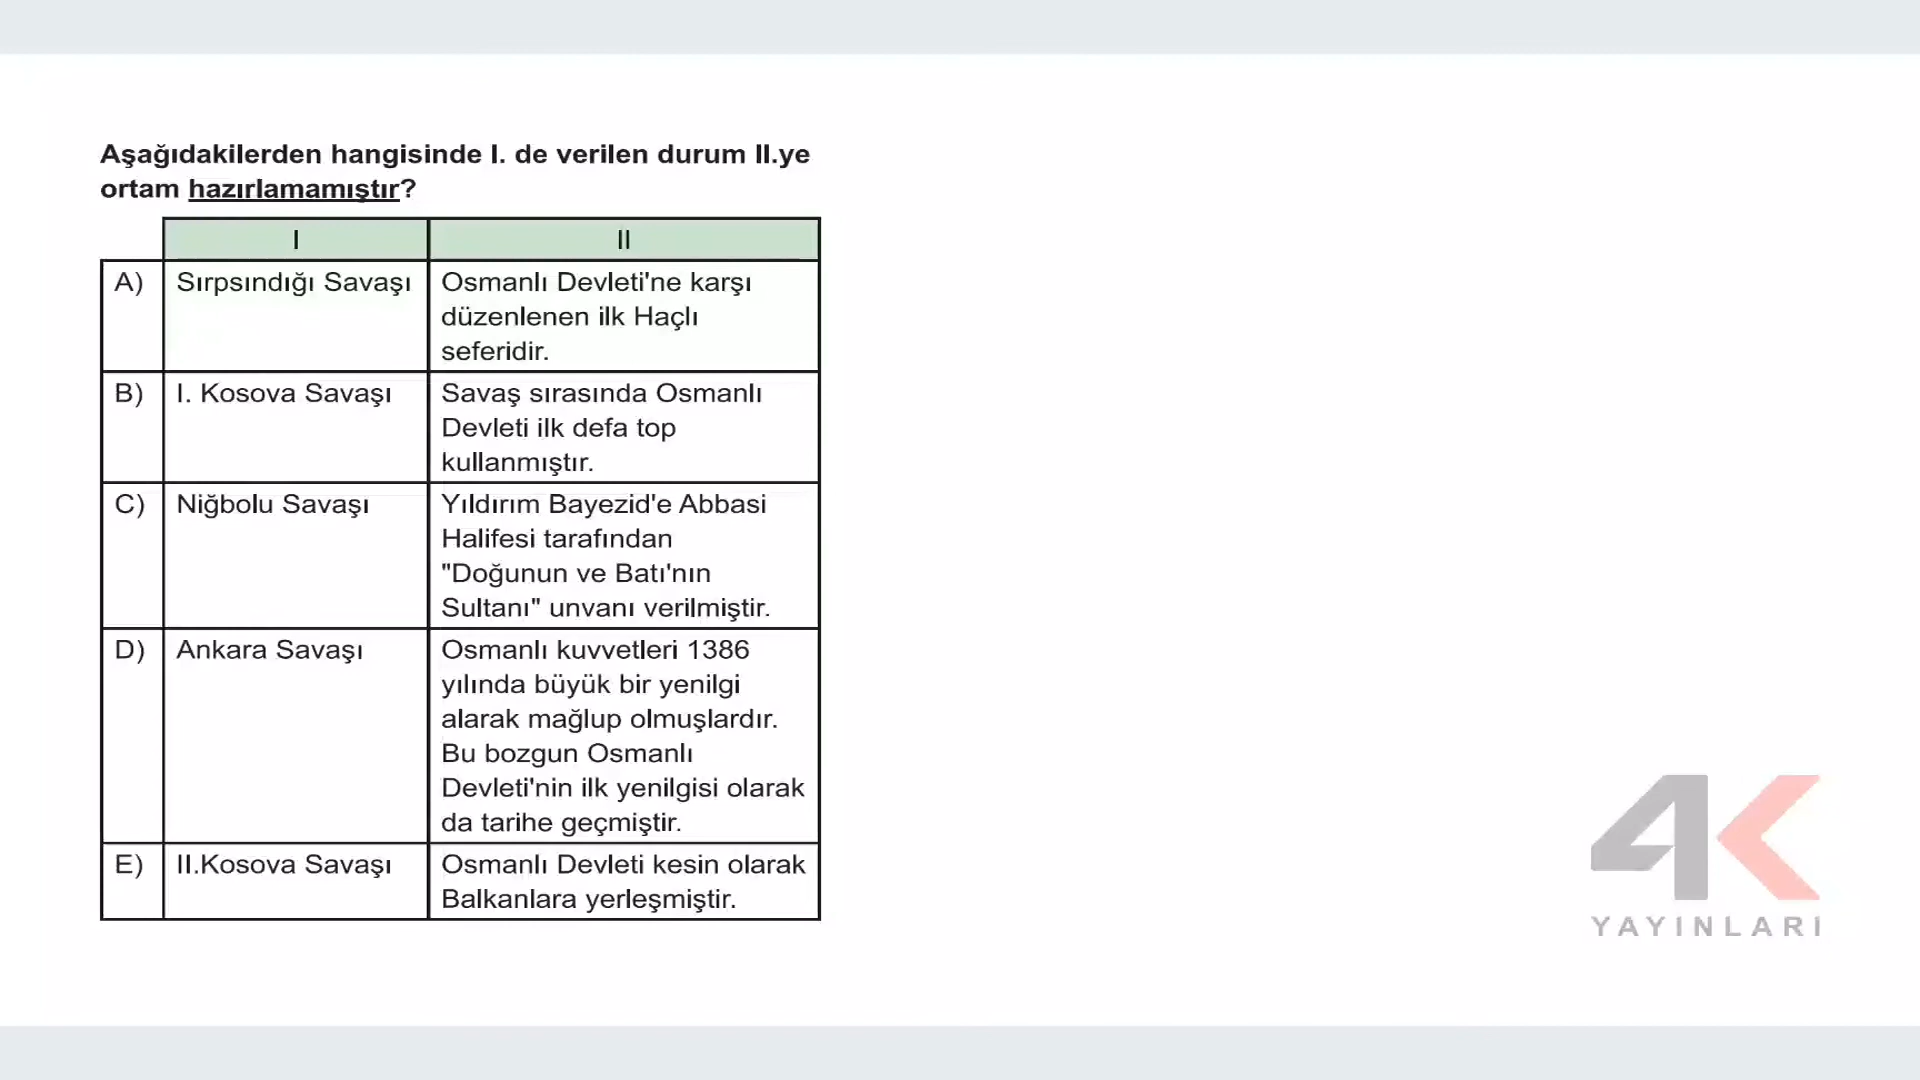 Aşağıdakilerden hangisinde I. de verilen durum II.ye
ortam hazırlamamıştır?
I II
A) Sırpsındığı Savaşı Osmanlı Devleti'ne karşı
düzenlenen ilk Haçlı
seferidir.
B) I. Kosova Savaşı Savaş sırasında Osmanlı
Devleti ilk defa top
kullanmıştır.
C) Niğbolu Savaşı Yıldırım Bayezid'e Abbasi
Halifesi tarafından
"Doğunun ve Batı'nın
Sultanı" unvanı verilmiştir.
D) Ankara Savaşı Osmanlı kuvvetleri 1386
yılında büyük bir yenilgi
alarak mağlup olmuşlardır.
Bu bozgun Osmanlı
Devleti'nin ilk yenilgisi olarak
da tarihe geçmiştir.
E) II.Kosova Savaşı Osmanlı Devleti kesin olarak
Balkanlara yerleşmiştir.
4K
YAYINLARI